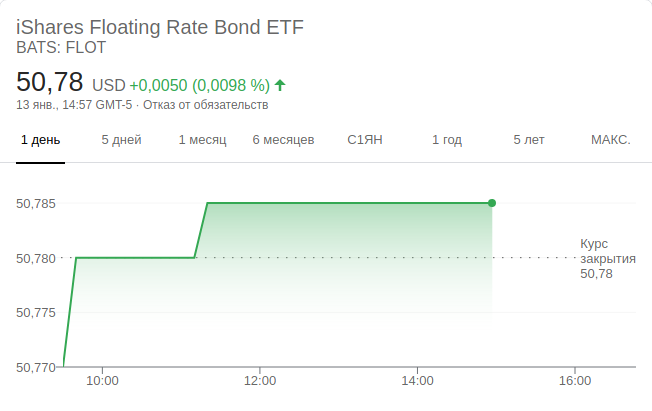 iShares Floating Rate Bond ETF
BATS: FLOT
50,78 USD +0,0050 (0,0098 %)
13 янв., 14:57 GMT-5 · Отказ от обязательств
1 день 5 дней 1 месяц 6 месяцев С1ЯН 1 год 5 лет МАКС.
50,785
50,780
50,775
50,770
Курс
закрытия
50,78
10:00 12:00 14:00 16:00